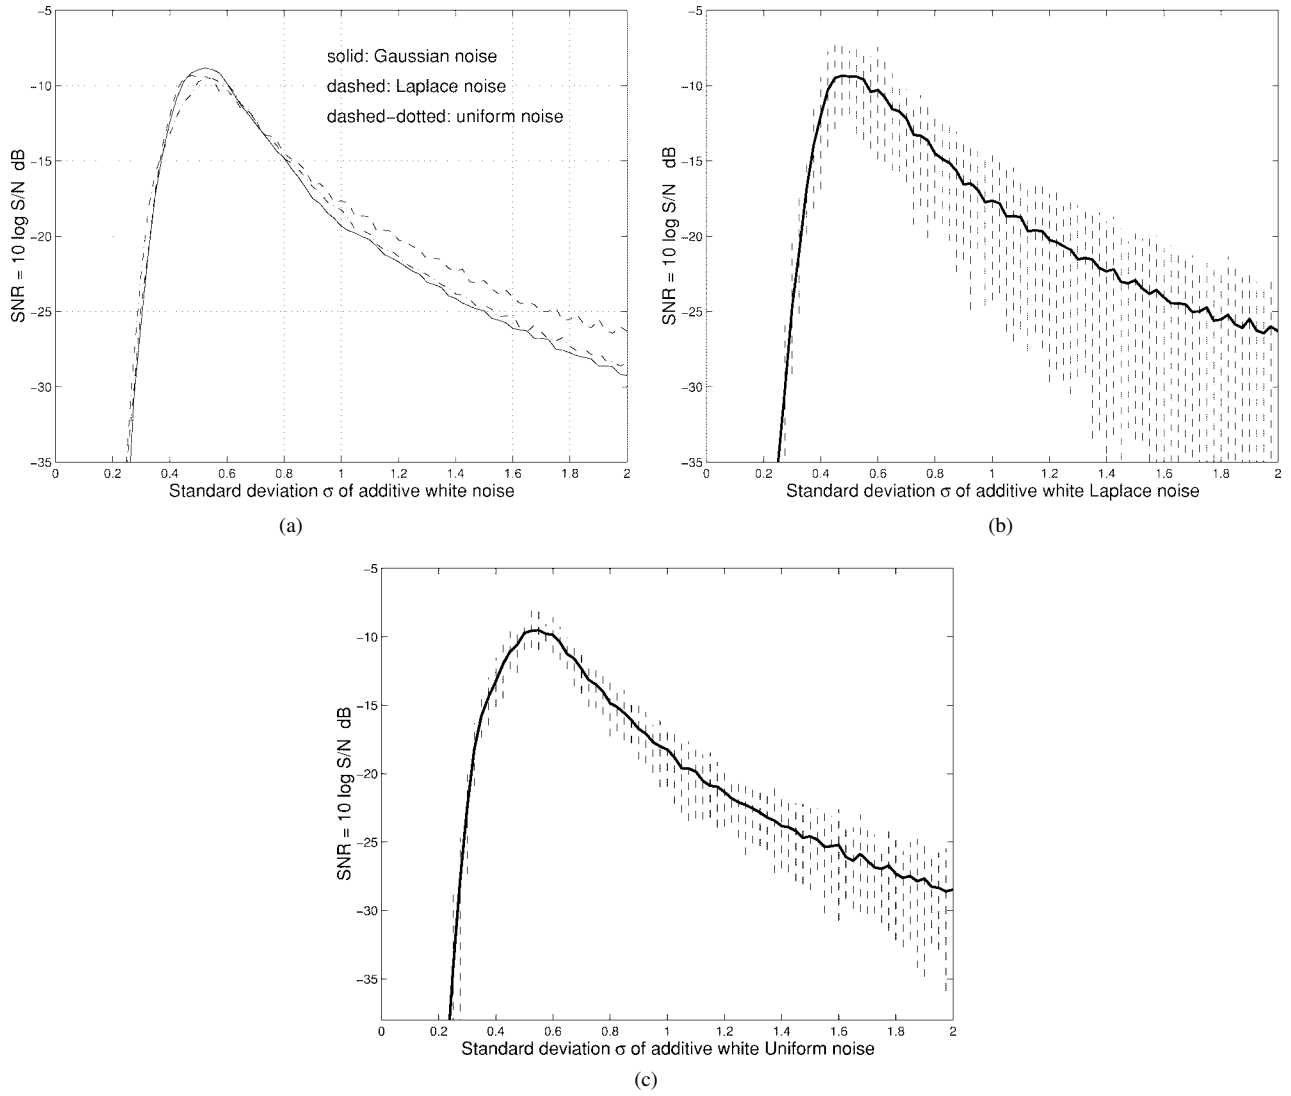 −5
−10
−15
−20
−25
−30
−35
SNR = 10 log S/N dB
solid: Gaussian noise
dashed: Laplace noise
dashed−dotted: uniform noise
0 0.2 0.4 0.6 0.8 1 1.2 1.4 1.6 1.8 2
Standard deviation σ of additive white noise
(a)
−5
−10
−15
−20
−25
−30
−35
SNR = 10 log S/N dB
0 0.2 0.4 0.6 0.8 1 1.2 1.4 1.6 1.8 2
Standard deviation σ of additive white Laplace noise
(b)
−5
−10
−15
−20
−25
−30
−35
SNR = 10 log S/N dB
0 0.2 0.4 0.6 0.8 1 1.2 1.4 1.6 1.8 2
Standard deviation σ of additive white Uniform noise
(c)